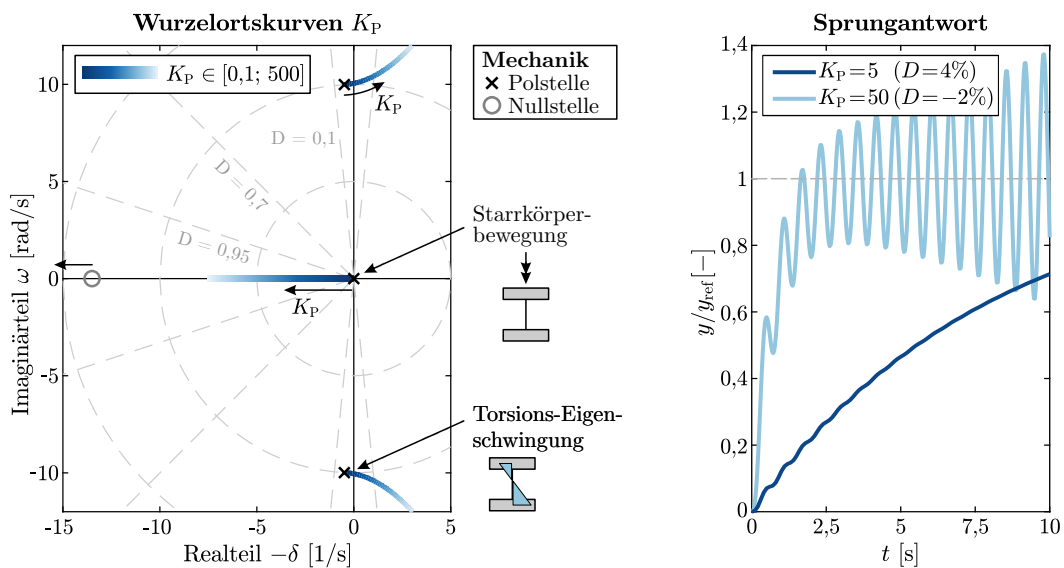 Wurzelortskurven K_P
K_P ∈ [0,1; 500]
Mechanik
Polstelle
Nullstelle
K_P
D = 0,1
D = 0,7
D = 0,95
K_P
Starrkörper-
bewegung
Torsions-Eigen-
schwingung
10
5
0
-5
-10
-15
-10
-5
0
5
Imaginärteil ω [rad/s]
Realteil −δ [1/s]
Sprungantwort
K_P=5 (D=4%)
K_P=50 (D=−2%)
1,4
1,2
1
0,8
0,6
0,4
0,2
0
0
2,5
5
7,5
10
y/y_ref [−]
t [s]